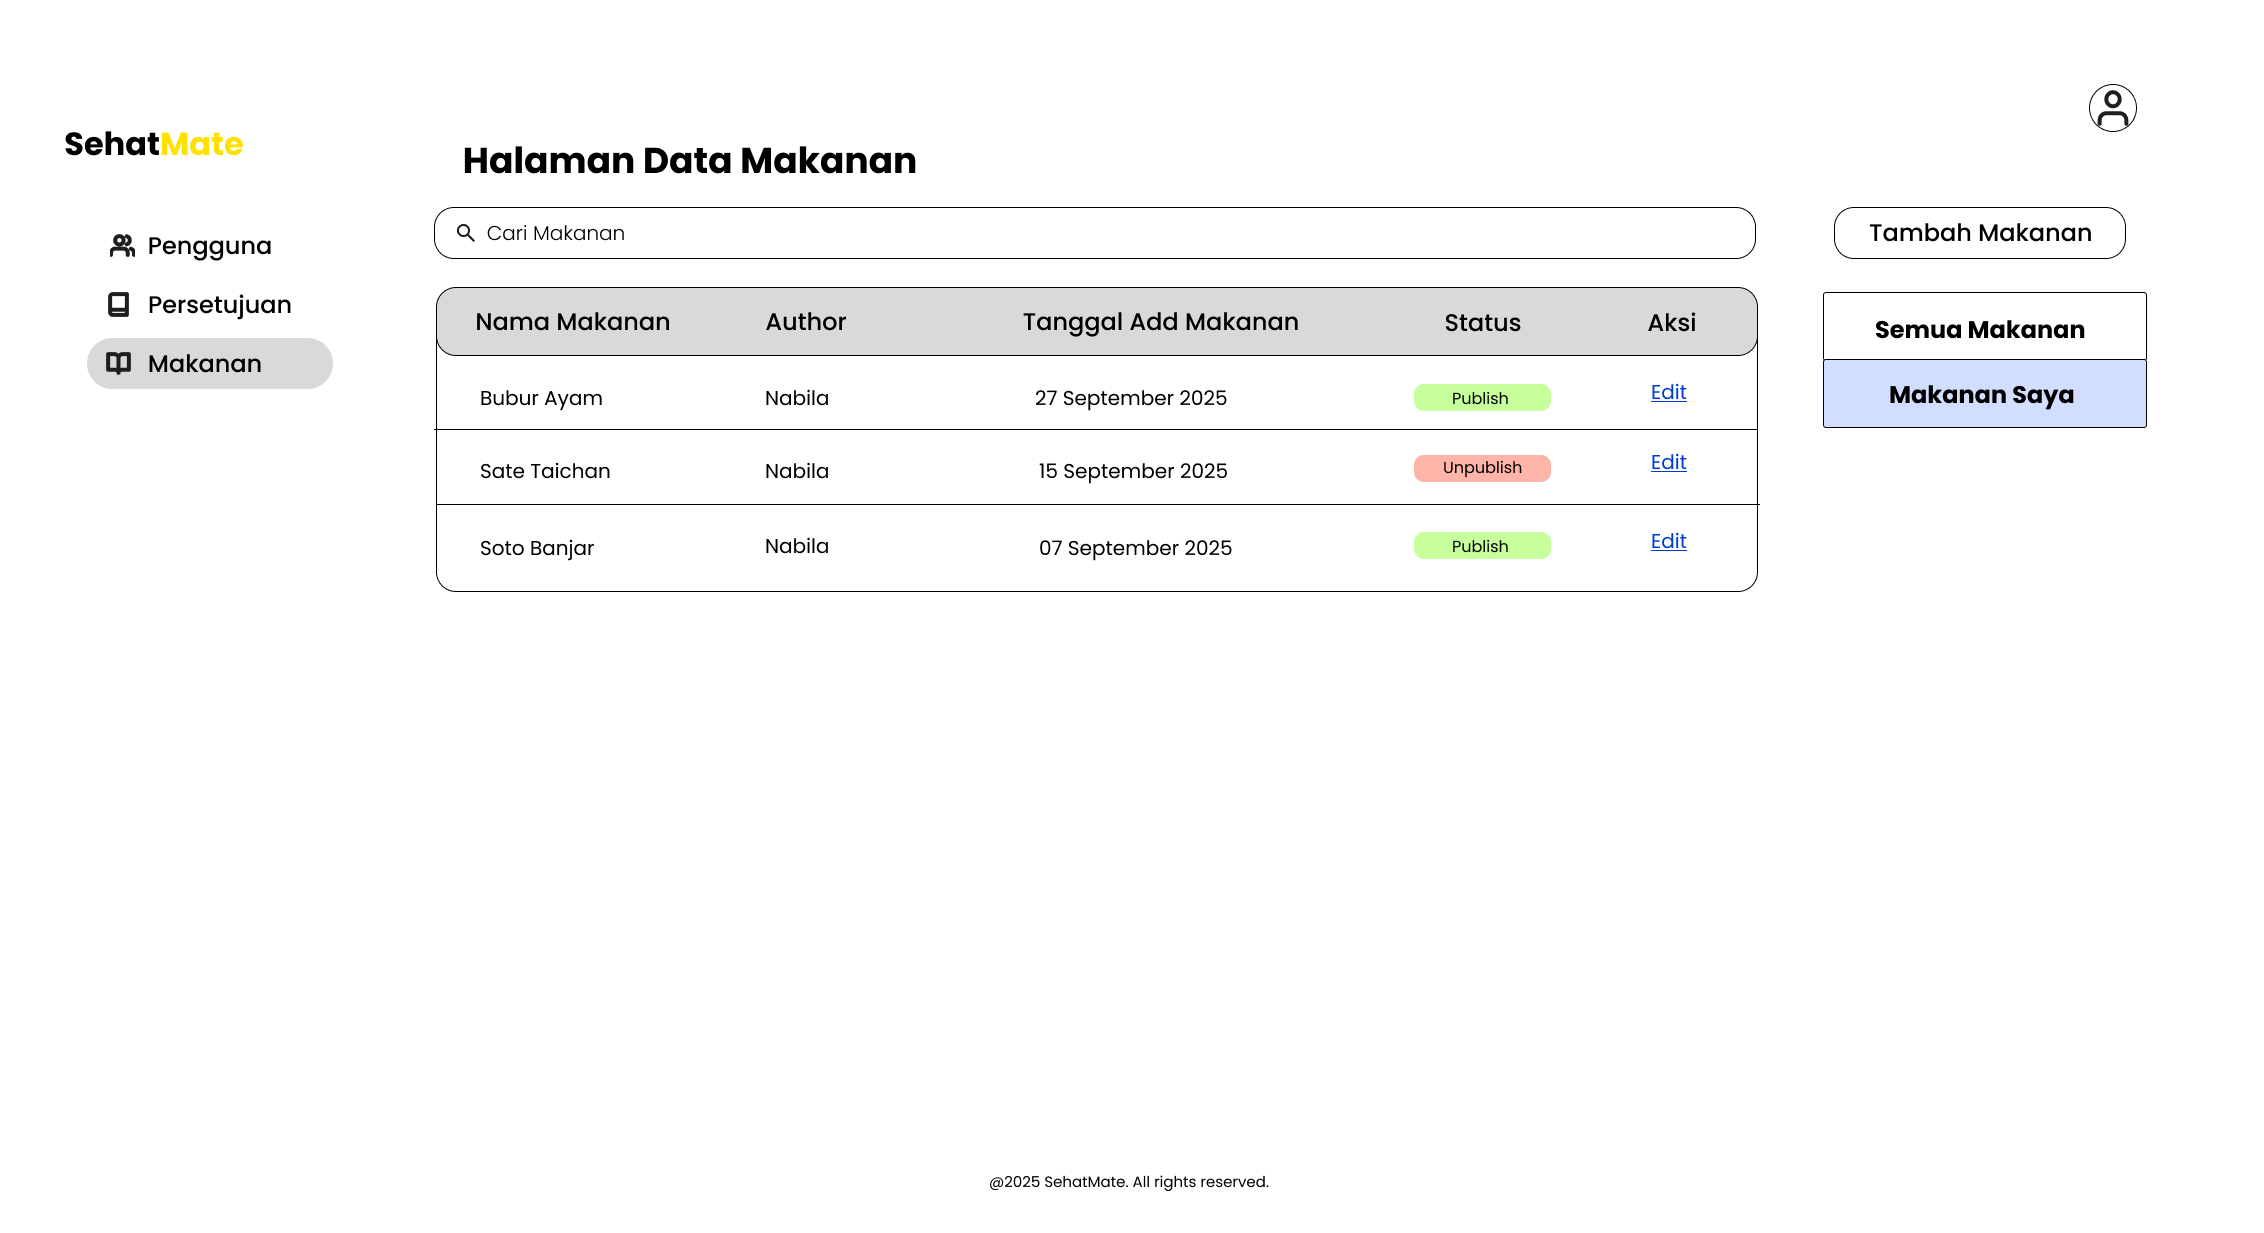 SehatMate
Halaman Data Makanan
Pengguna
Persetujuan
Makanan
Cari Makanan
Tambah Makanan
Semua Makanan
Makanan Saya
Nama Makanan Author Tanggal Add Makanan Status Aksi
Bubur Ayam Nabila 27 September 2025 Publish Edit
Sate Taichan Nabila 15 September 2025 Unpublish Edit
Soto Banjar Nabila 07 September 2025 Publish Edit
@2025 SehatMate. All rights reserved.